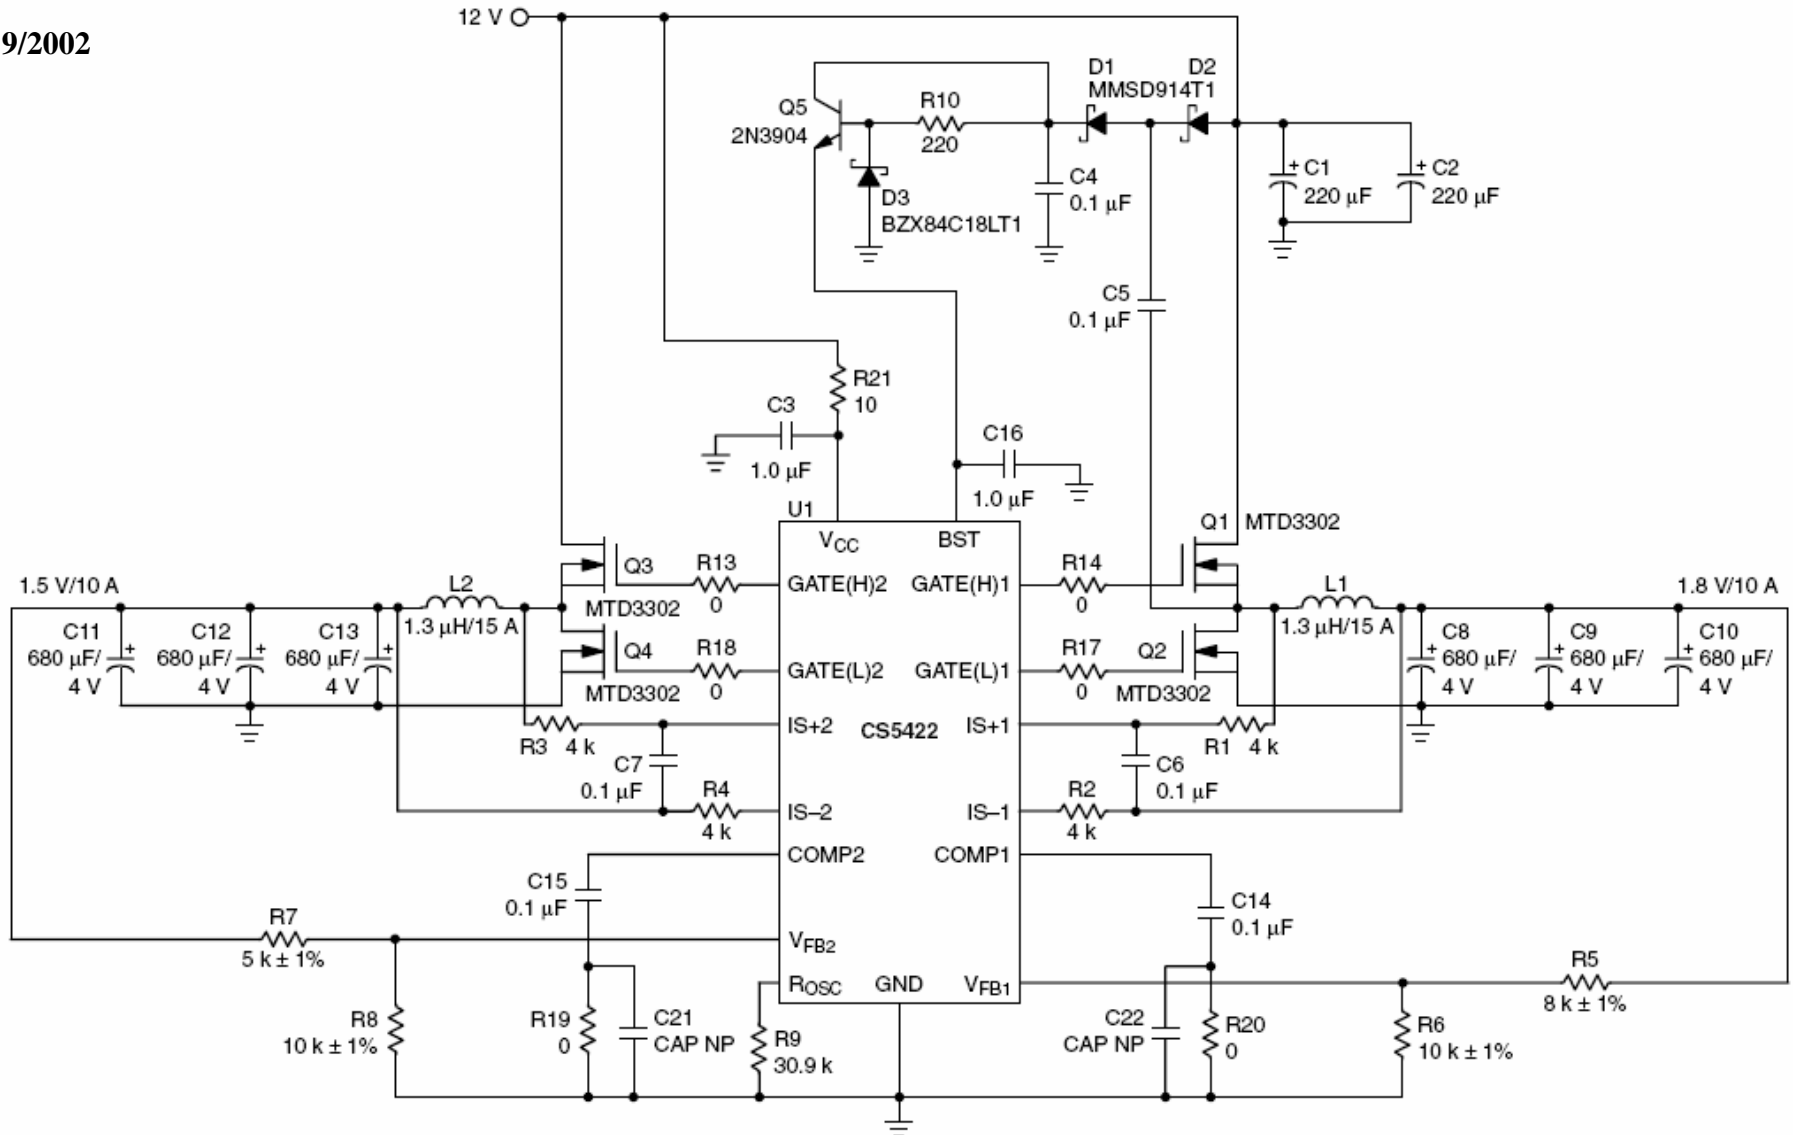 12 V
9/2002
D1
D2
MMSD914T1
Q5
2N3904
R10
220
C4
0.1 µF
+ C1
220 µF
+ C2
220 µF
D3
BZX84C18LT1
C5
0.1 µF
R21
10
C3
1.0 µF
C16
1.0 µF
U1
VCC
BST
Q1
MTD3302
Q3
MTD3302
R13
0
GATE(H)2
GATE(H)1
R14
0
1.5 V/10 A
L2
1.3 µH/15 A
L1
1.3 µH/15 A
1.8 V/10 A
C11
680 µF/
4 V
+
C12
680 µF/
4 V
+
C13
680 µF/
4 V
+
Q4
MTD3302
R18
0
GATE(L)2
GATE(L)1
R17
0
Q2
MTD3302
+ C8
680 µF/
4 V
+ C9
680 µF/
4 V
+ C10
680 µF/
4 V
R3 4 k
IS+2
CS5422
IS+1
R1 4 k
C7
0.1 µF
C6
0.1 µF
R4
4 k
IS–2
IS–1
R2
4 k
COMP2
COMP1
C15
0.1 µF
C14
0.1 µF
R7
5 k ± 1%
VFB2
ROSC
GND
VFB1
R5
8 k ± 1%
R8
10 k ± 1%
R19
0
C21
CAP NP
R9
30.9 k
C22
CAP NP
R20
0
R6
10 k ± 1%